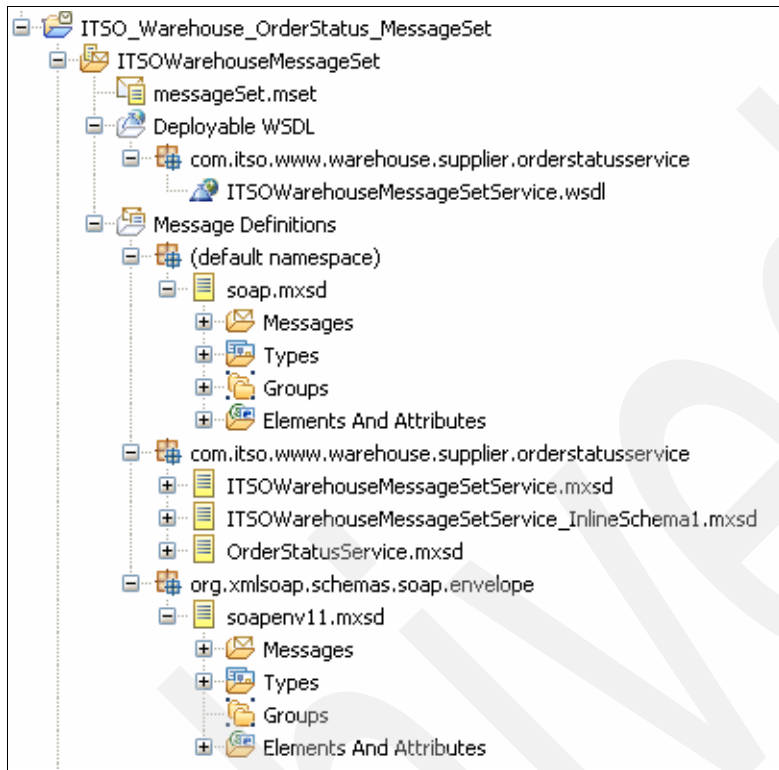 ITSO_Warehouse_OrderStatus_MessageSet
ITSOWarehouseMessageSet
messageSet.mset
Deployable WSDL
com.itso.www.warehouse.supplier.orderstatusservice
ITSOWarehouseMessageSetService.wsdl
Message Definitions
(default namespace)
soap.mxsd
Messages
Types
Groups
Elements And Attributes
com.itso.www.warehouse.supplier.orderstatusservice
ITSOWarehouseMessageSetService.mxsd
ITSOWarehouseMessageSetService_InlineSchema1.mxsd
OrderStatusService.mxsd
org.xmlsoap.schemas.soap.envelope
soapenv11.mxsd
Messages
Types
Groups
Elements And Attributes